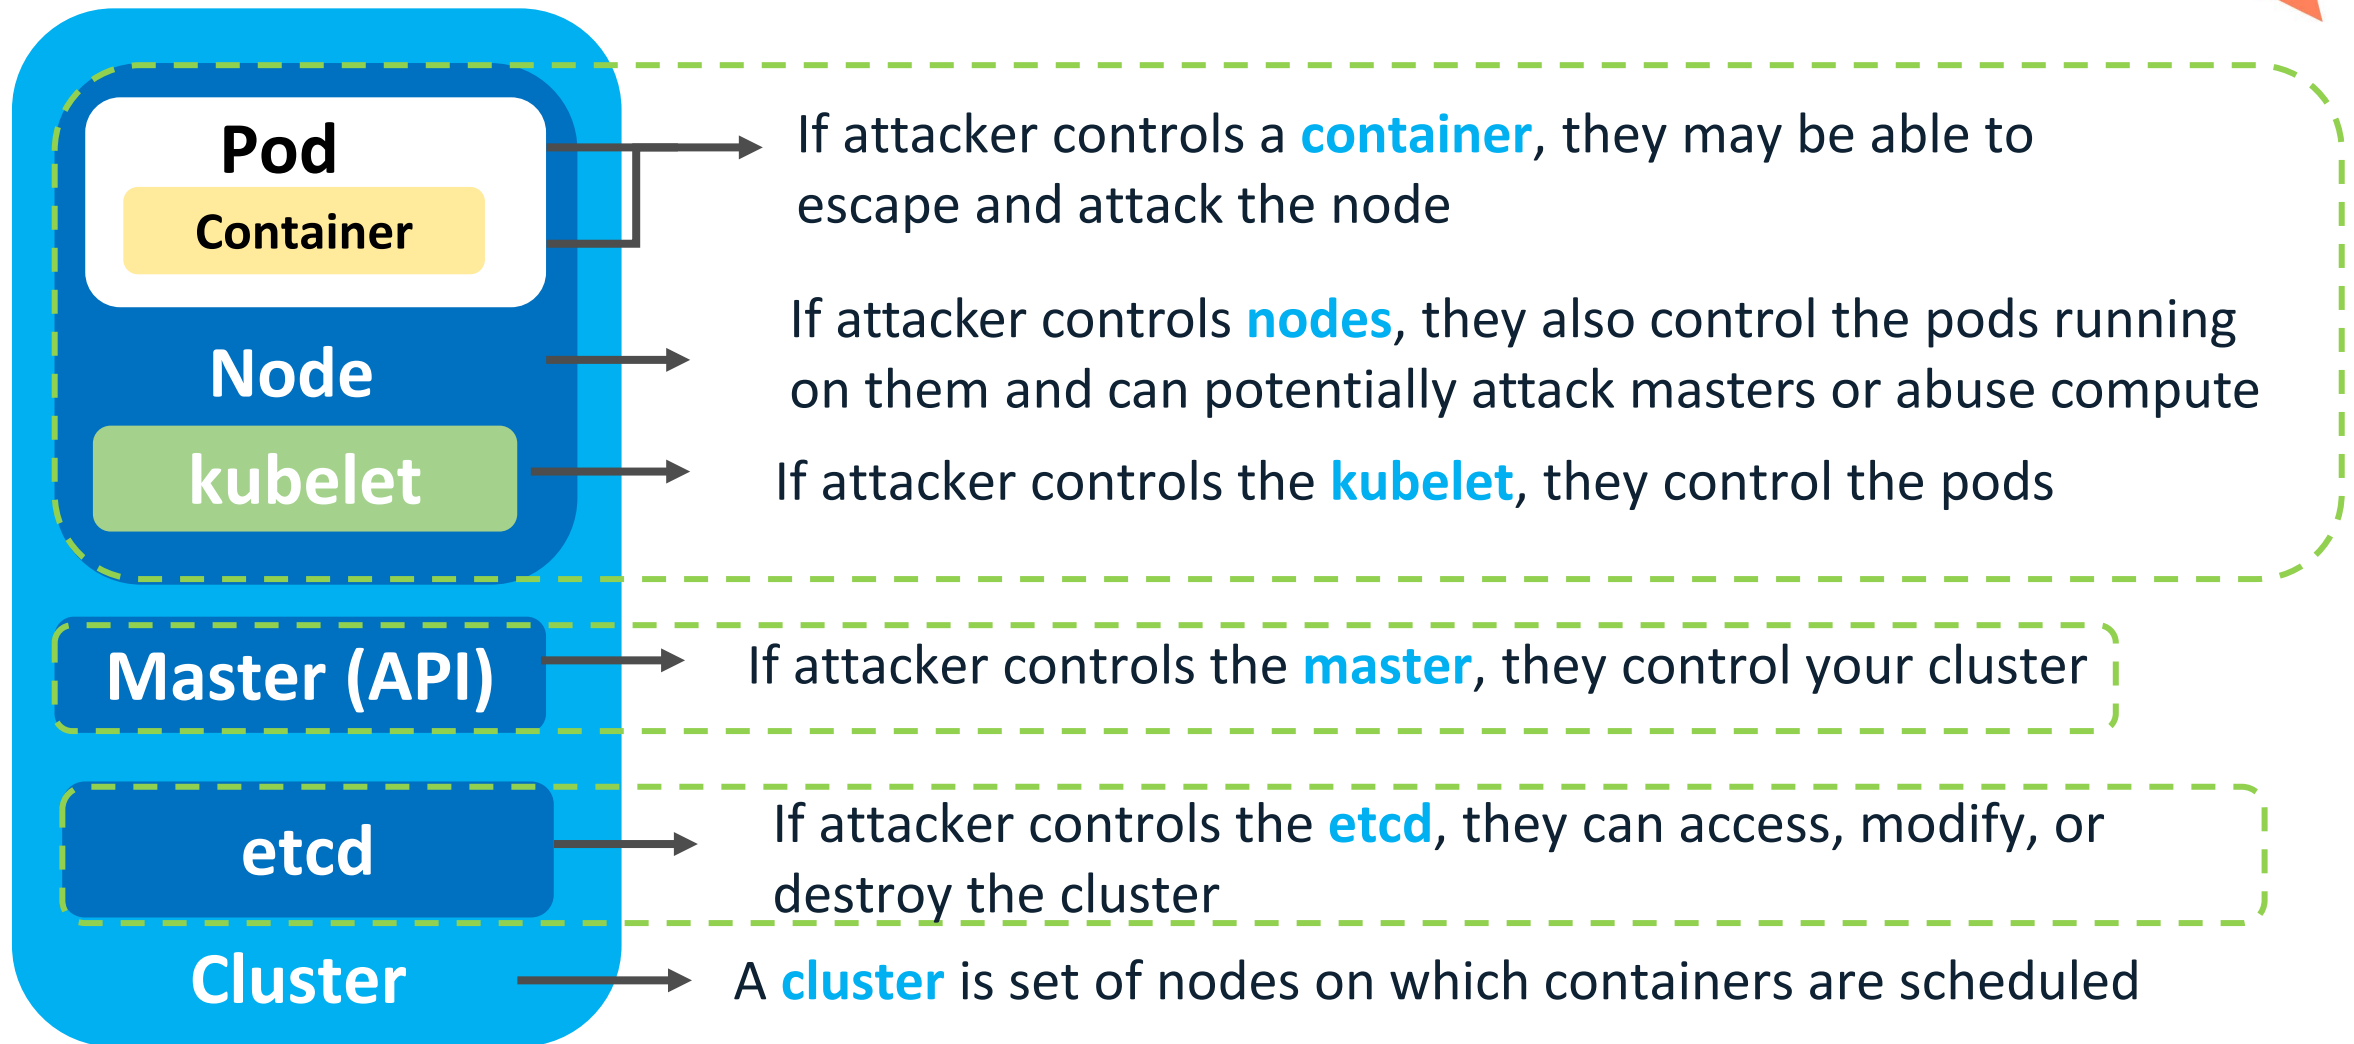 Pod
Container
Node
kubelet
Master (API)
etcd
Cluster
If attacker controls a container, they may be able to
escape and attack the node
If attacker controls nodes, they also control the pods running
on them and can potentially attack masters or abuse compute
If attacker controls the kubelet, they control the pods
If attacker controls the master, they control your cluster
If attacker controls the etcd, they can access, modify, or
destroy the cluster
A cluster is set of nodes on which containers are scheduled